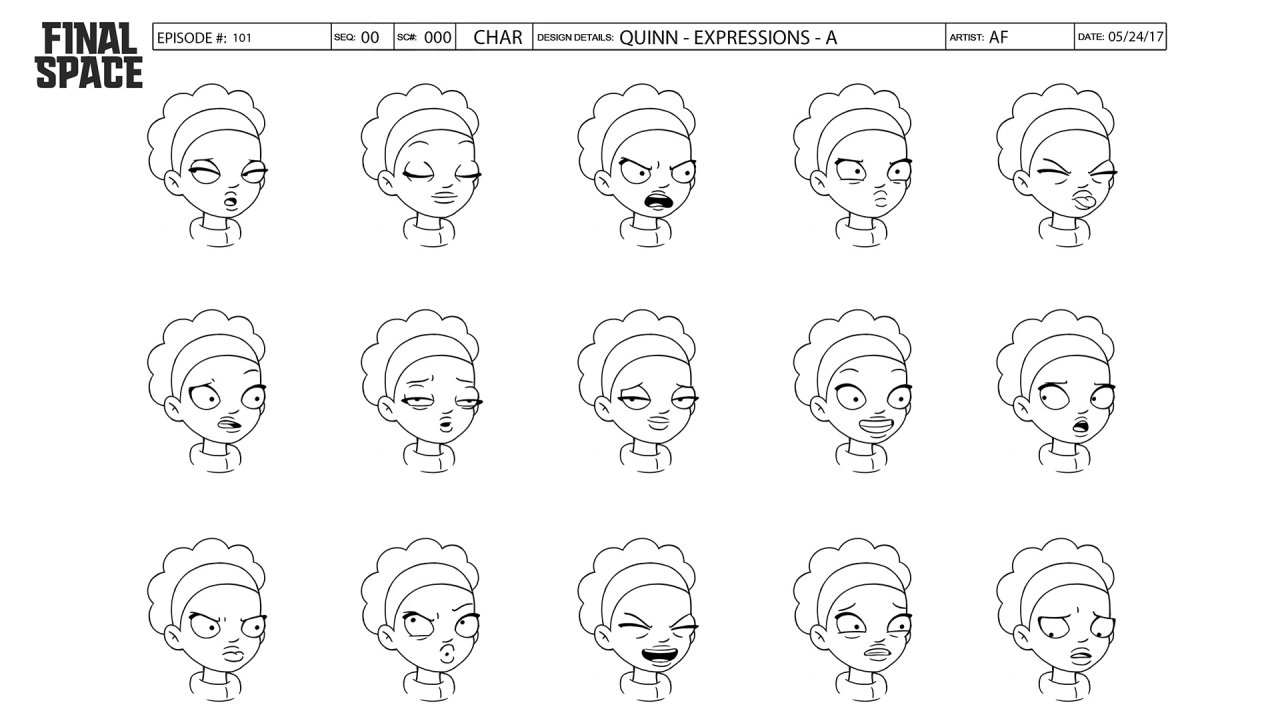 FINAL
SPACE
EPISODE #: 101 SEQ: 00 SC#: 000 CHAR DESIGN DETAILS: QUINN - EXPRESSIONS - A ARTIST: AF DATE: 05/24/17